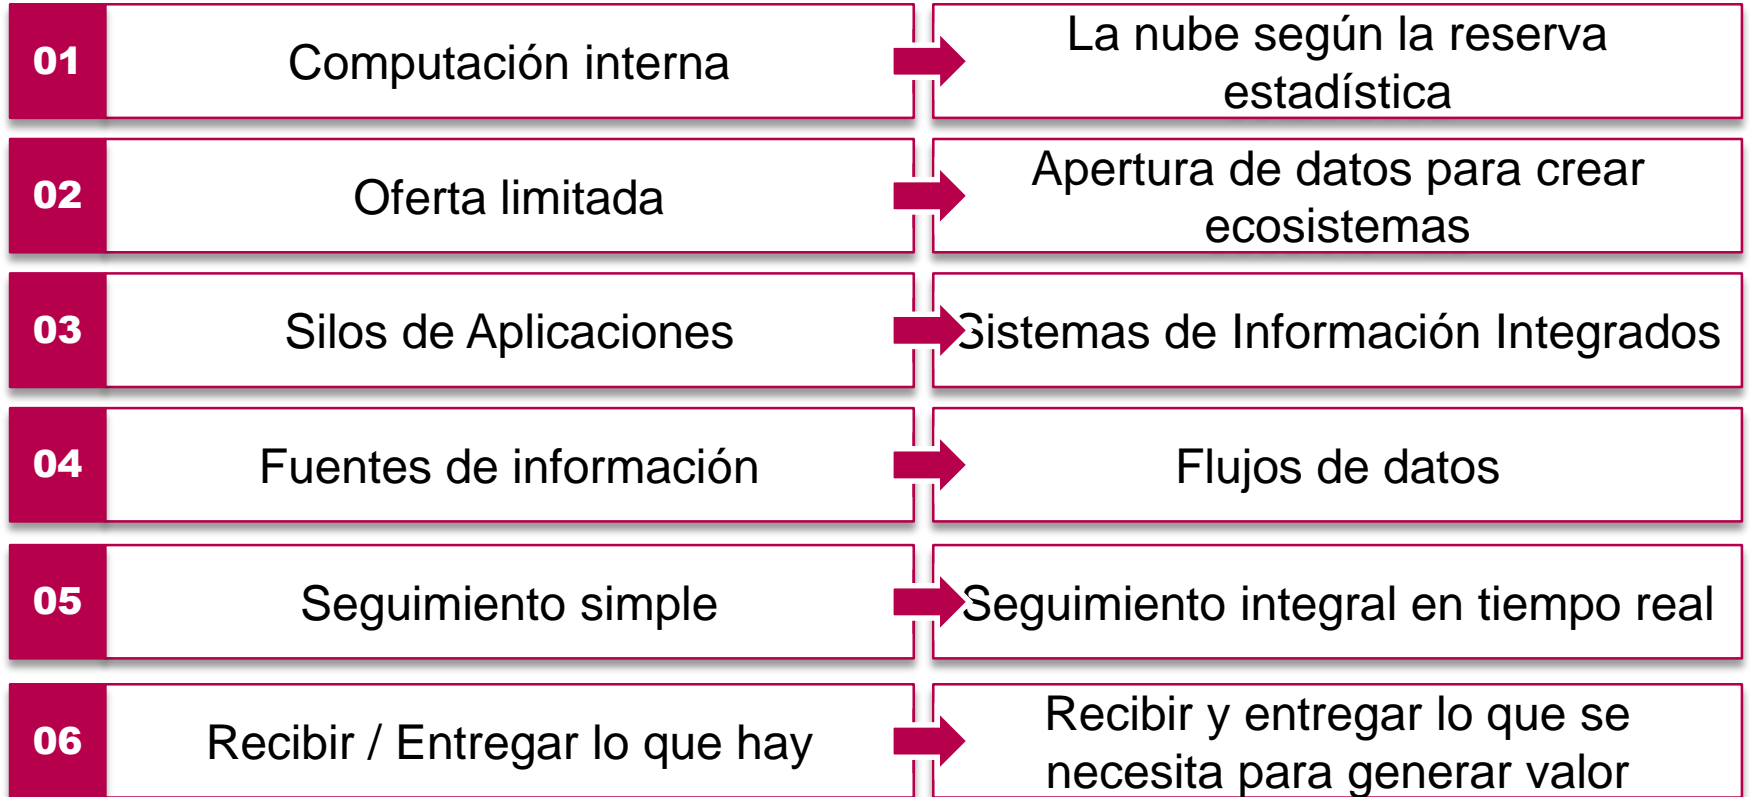 01
Computación interna
La nube según la reserva
estadística
02
Oferta limitada
Apertura de datos para crear
ecosistemas
03
Silos de Aplicaciones
Sistemas de Información Integrados
04
Fuentes de información
Flujos de datos
05
Seguimiento simple
Seguimiento integral en tiempo real
06
Recibir / Entregar lo que hay
Recibir y entregar lo que se
necesita para generar valor